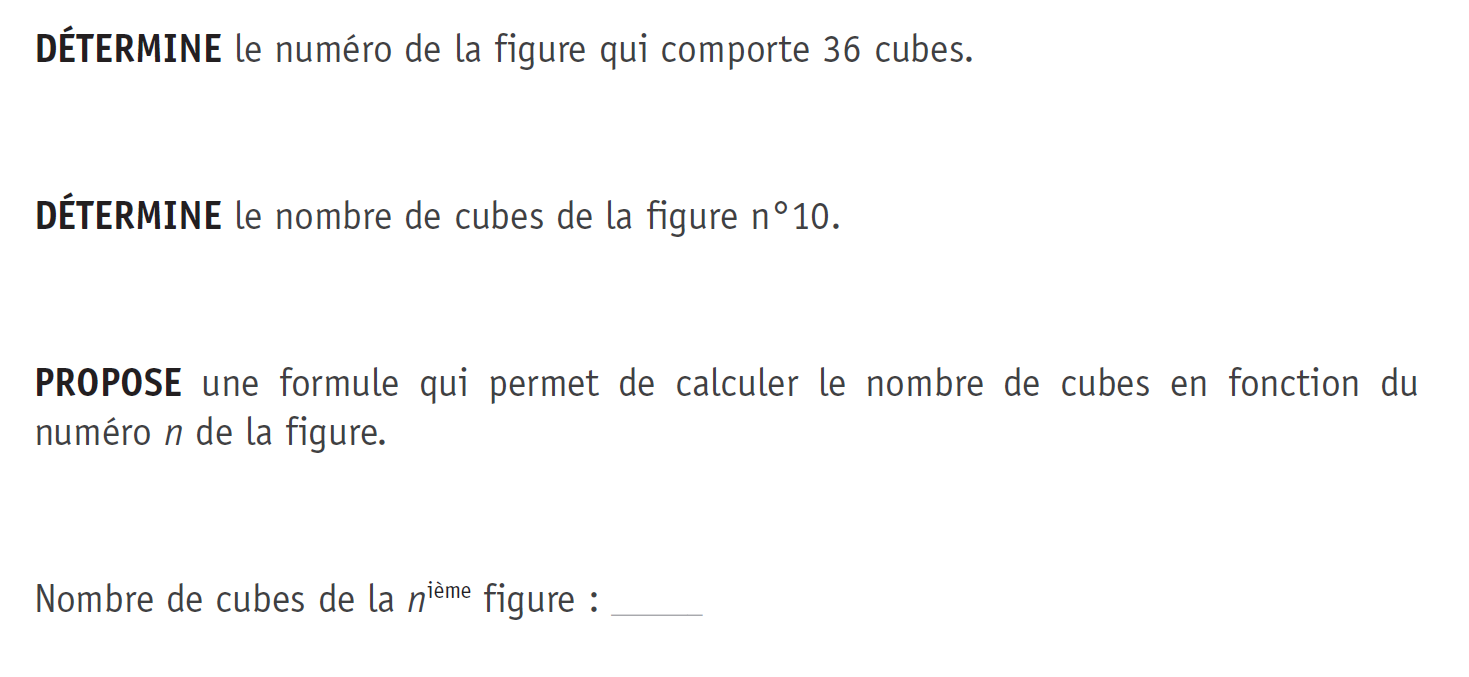 DÉTERMINE le numéro de la figure qui comporte 36 cubes.
DÉTERMINE le nombre de cubes de la figure n°10.
PROPOSE une formule qui permet de calculer le nombre de cubes en fonction du
numéro n de la figure.
Nombre de cubes de la nième figure : _____